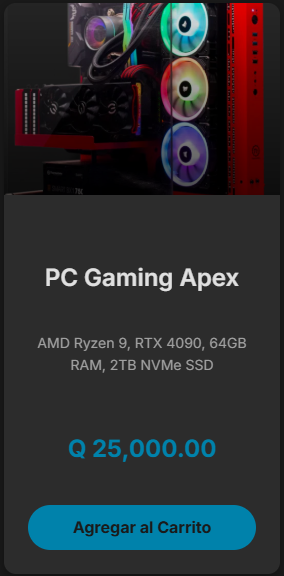 PC Gaming Apex
AMD Ryzen 9, RTX 4090, 64GB
RAM, 2TB NVMe SSD
Q 25,000.00
Agregar al Carrito